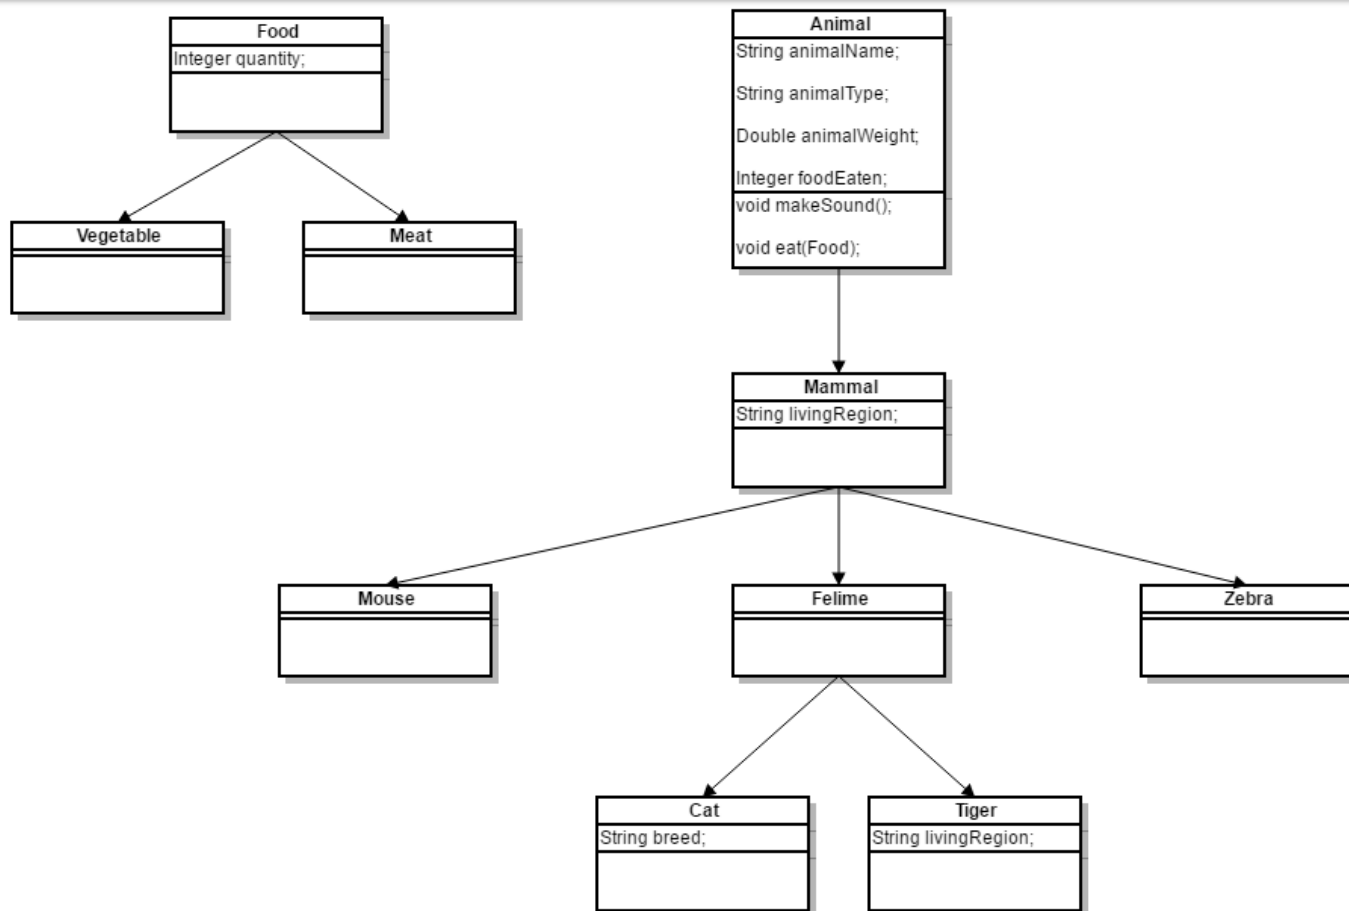 Food
Integer quantity;
Vegetable
Meat
Animal
String animalName;
String animalType;
Double animalWeight;
Integer foodEaten;
void makeSound();
void eat(Food);
Mammal
String livingRegion;
Mouse
Felime
Zebra
Cat
String breed;
Tiger
String livingRegion;